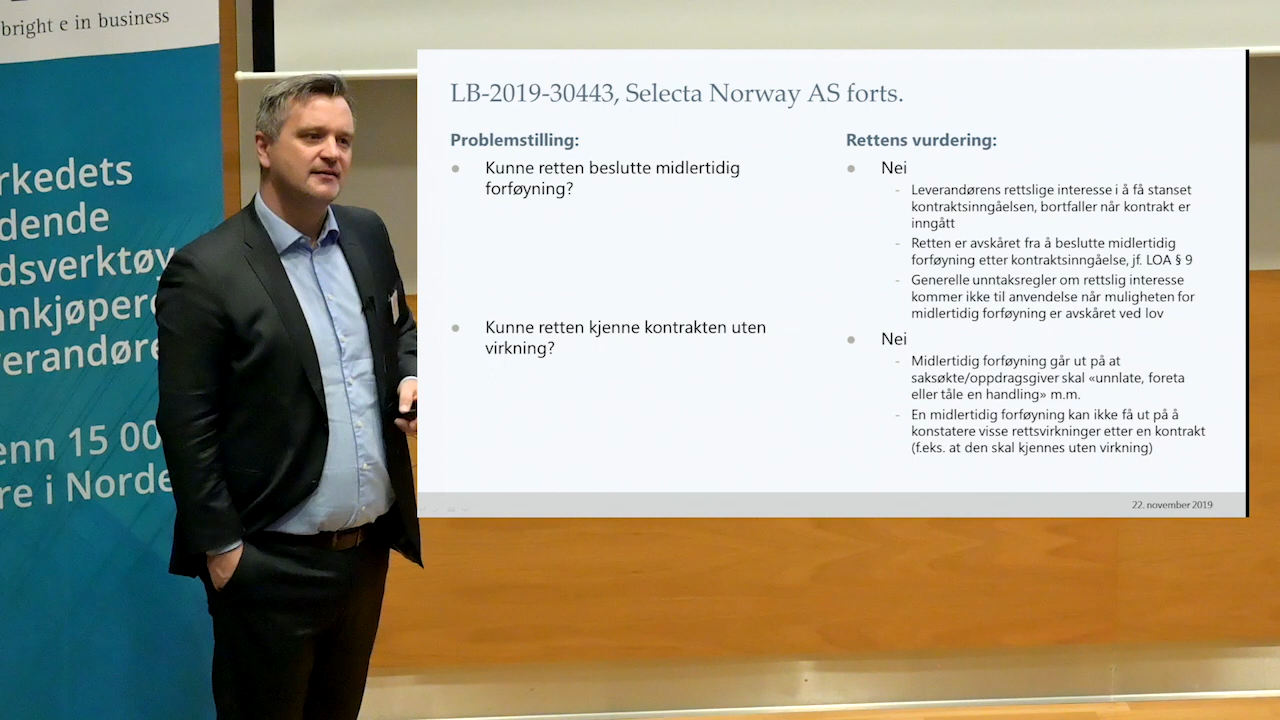 bright e in business
rkedets
dende
dsverktøy
nkjøper
erandøre
enn 15 00
re i Norde
LB-2019-30443, Selecta Norway AS forts.
Problemstilling:
Kunne retten beslutte midlertidig
forføyning?
Kunne retten kjenne kontrakten uten
virkning?
Rettens vurdering:
Nei
Leverandørens rettslige interesse i å få stanset
kontraktsinngåelsen, bortfaller når kontrakt er
inngått
Retten er avskåret fra å beslutte midlertidig
forføyning etter kontraktsinngåelse, jf. LOA § 9
Generelle unntaksregler om rettslig interesse
kommer ikke til anvendelse når muligheten for
midlertidig forføyning er avskåret ved lov
Nei
Midlertidig forføyning går ut på at
saksøkte/oppdragsgiver skal «unnlate, foreta
eller tåle en handling» m.m.
En midlertidig forføyning kan ikke få ut på å
konstatere visse rettsvirkninger etter en kontrakt
(f.eks. at den skal kjennes uten virkning)
22. november 2019